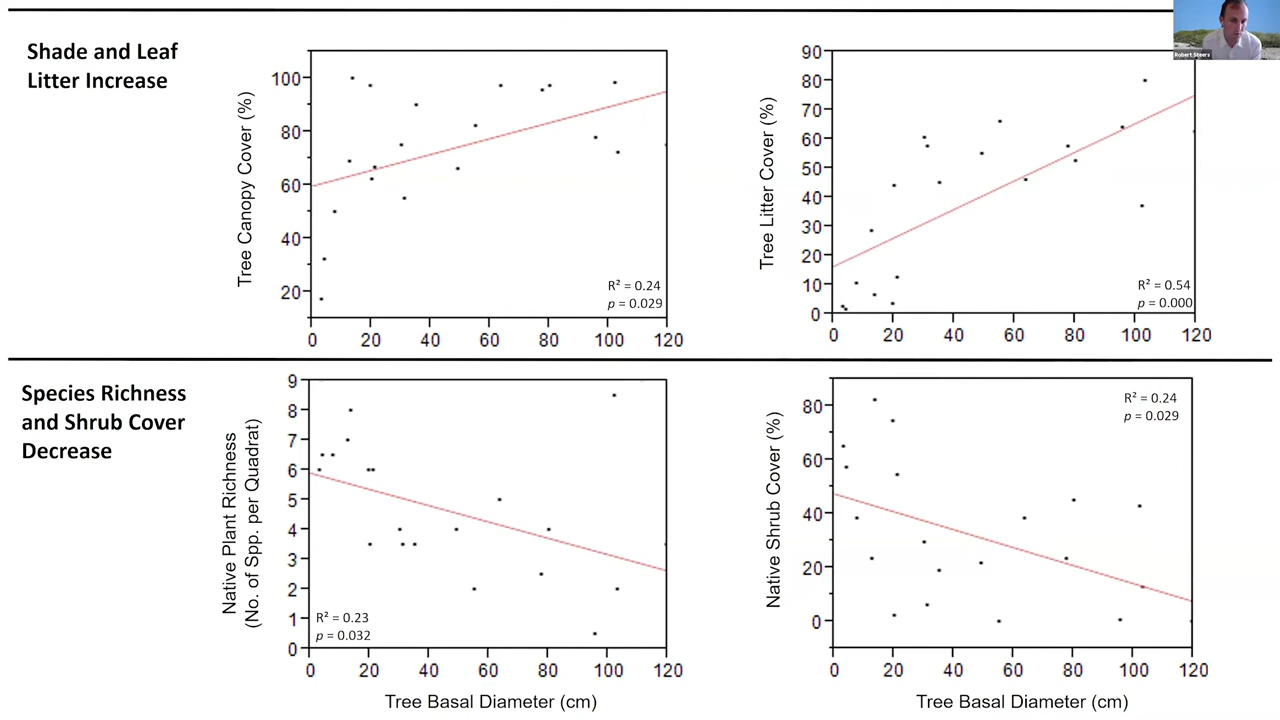 Shade and Leaf
Litter Increase
Tree Canopy Cover (%)
100
80
60
40
20
0 20 40 60 80 100 120
R² = 0.24
p = 0.029
Tree Litter Cover (%)
90
80
70
60
50
40
30
20
10
0
0 20 40 60 80 100 120
R² = 0.54
p = 0.000
Robert Steers
Species Richness
and Shrub Cover
Decrease
Native Plant Richness
(No. of Spp. per Quadrat)
9
8
7
6
5
4
3
2
1
0
0 20 40 60 80 100 120
R² = 0.23
p = 0.032
Tree Basal Diameter (cm)
Native Shrub Cover (%)
80
60
40
20
0
0 20 40 60 80 100 120
R² = 0.24
p = 0.029
Tree Basal Diameter (cm)